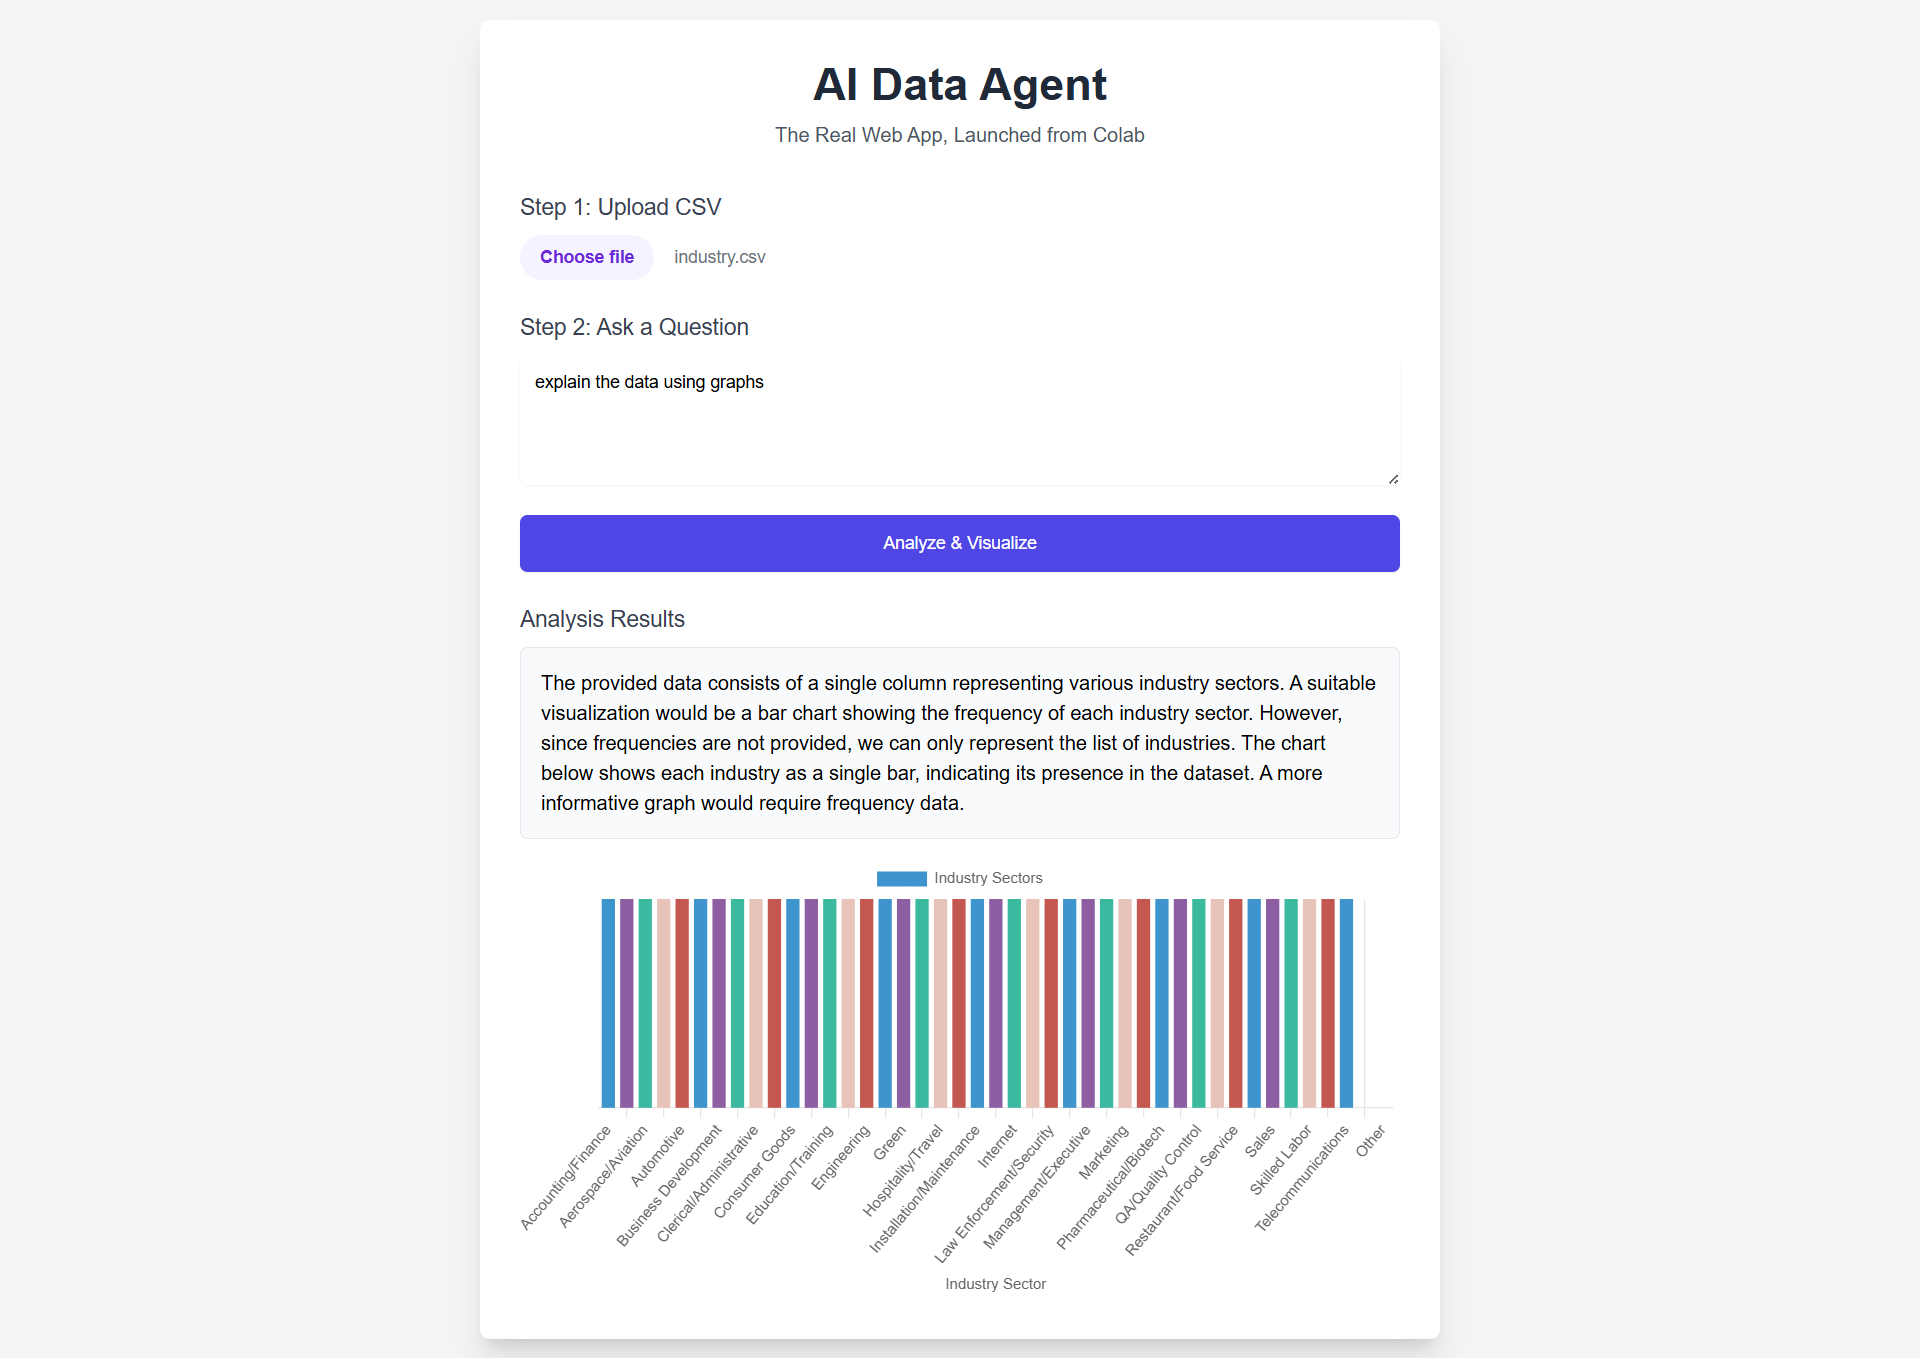 AI Data Agent
The Real Web App, Launched from Colab
Step 1: Upload CSV
Choose file industry.csv
Step 2: Ask a Question
explain the data using graphs
Analyze & Visualize
Analysis Results
The provided data consists of a single column representing various industry sectors. A suitable
visualization would be a bar chart showing the frequency of each industry sector. However,
since frequencies are not provided, we can only represent the list of industries. The chart
below shows each industry as a single bar, indicating its presence in the dataset. A more
informative graph would require frequency data.
Industry Sectors
Accounting/Finance
Aerospace/Aviation
Automotive
Business Development
Clerical/Administrative
Consumer Goods
Education/Training
Engineering
Green
Hospitality/Travel
Installation/Maintenance
Internet
Law Enforcement/Security
Management/Executive
Marketing
Pharmaceutical/Biotech
QA/Quality Control
Restaurant/Food Service
Sales
Skilled Labor
Telecommunications
Other
Industry Sector